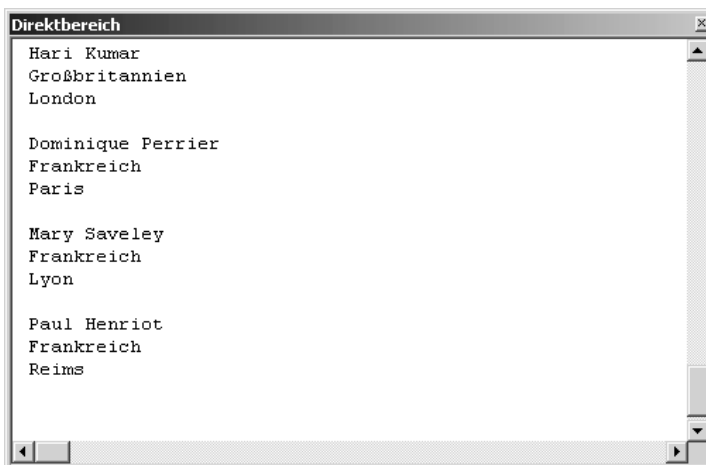 Direktbereich
Hari Kumar
Großbritannien
London
Dominique Perrier
Frankreich
Paris
Mary Saveley
Frankreich
Lyon
Paul Henriot
Frankreich
Reims